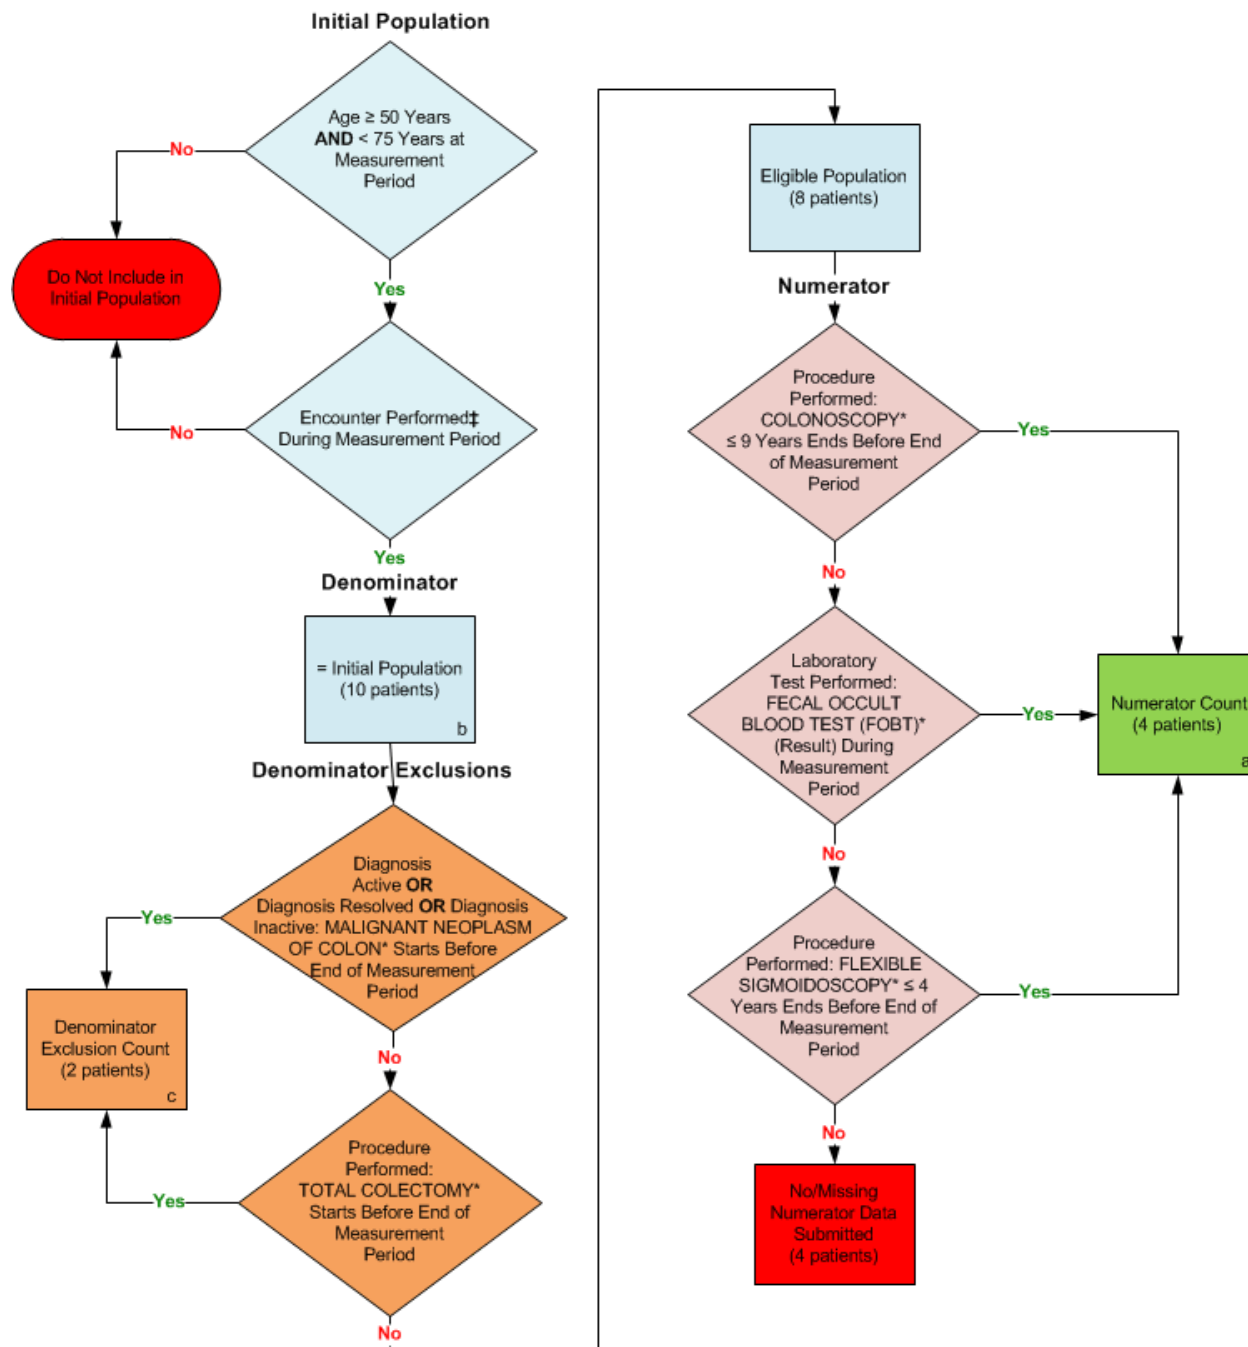 Initial Population
Age ≥ 50 Years
AND < 75 Years at
Measurement
Period
No
Do Not Include in
Initial Population
Yes
Encounter Performed‡
During Measurement Period
No
Yes
Denominator
= Initial Population
(10 patients)
b
Denominator Exclusions
Diagnosis
Active OR
Diagnosis Resolved OR Diagnosis
Inactive: MALIGNANT NEOPLASM
OF COLON* Starts Before
End of Measurement
Period
Yes
Denominator
Exclusion Count
(2 patients)
c
No
Procedure
Performed:
TOTAL COLECTOMY*
Starts Before End of
Measurement
Period
Yes
No
Eligible Population
(8 patients)
Numerator
Procedure
Performed:
COLONOSCOPY*
≤ 9 Years Ends Before End
of Measurement
Period
Yes
No
Laboratory
Test Performed:
FECAL OCCULT
BLOOD TEST (FOBT)*
(Result) During
Measurement
Period
Yes
Numerator Count
(4 patients)
a
No
Procedure
Performed: FLEXIBLE
SIGMOIDOSCOPY* ≤ 4
Years Ends Before End of
Measurement
Period
Yes
No
No/Missing
Numerator Data
Submitted
(4 patients)